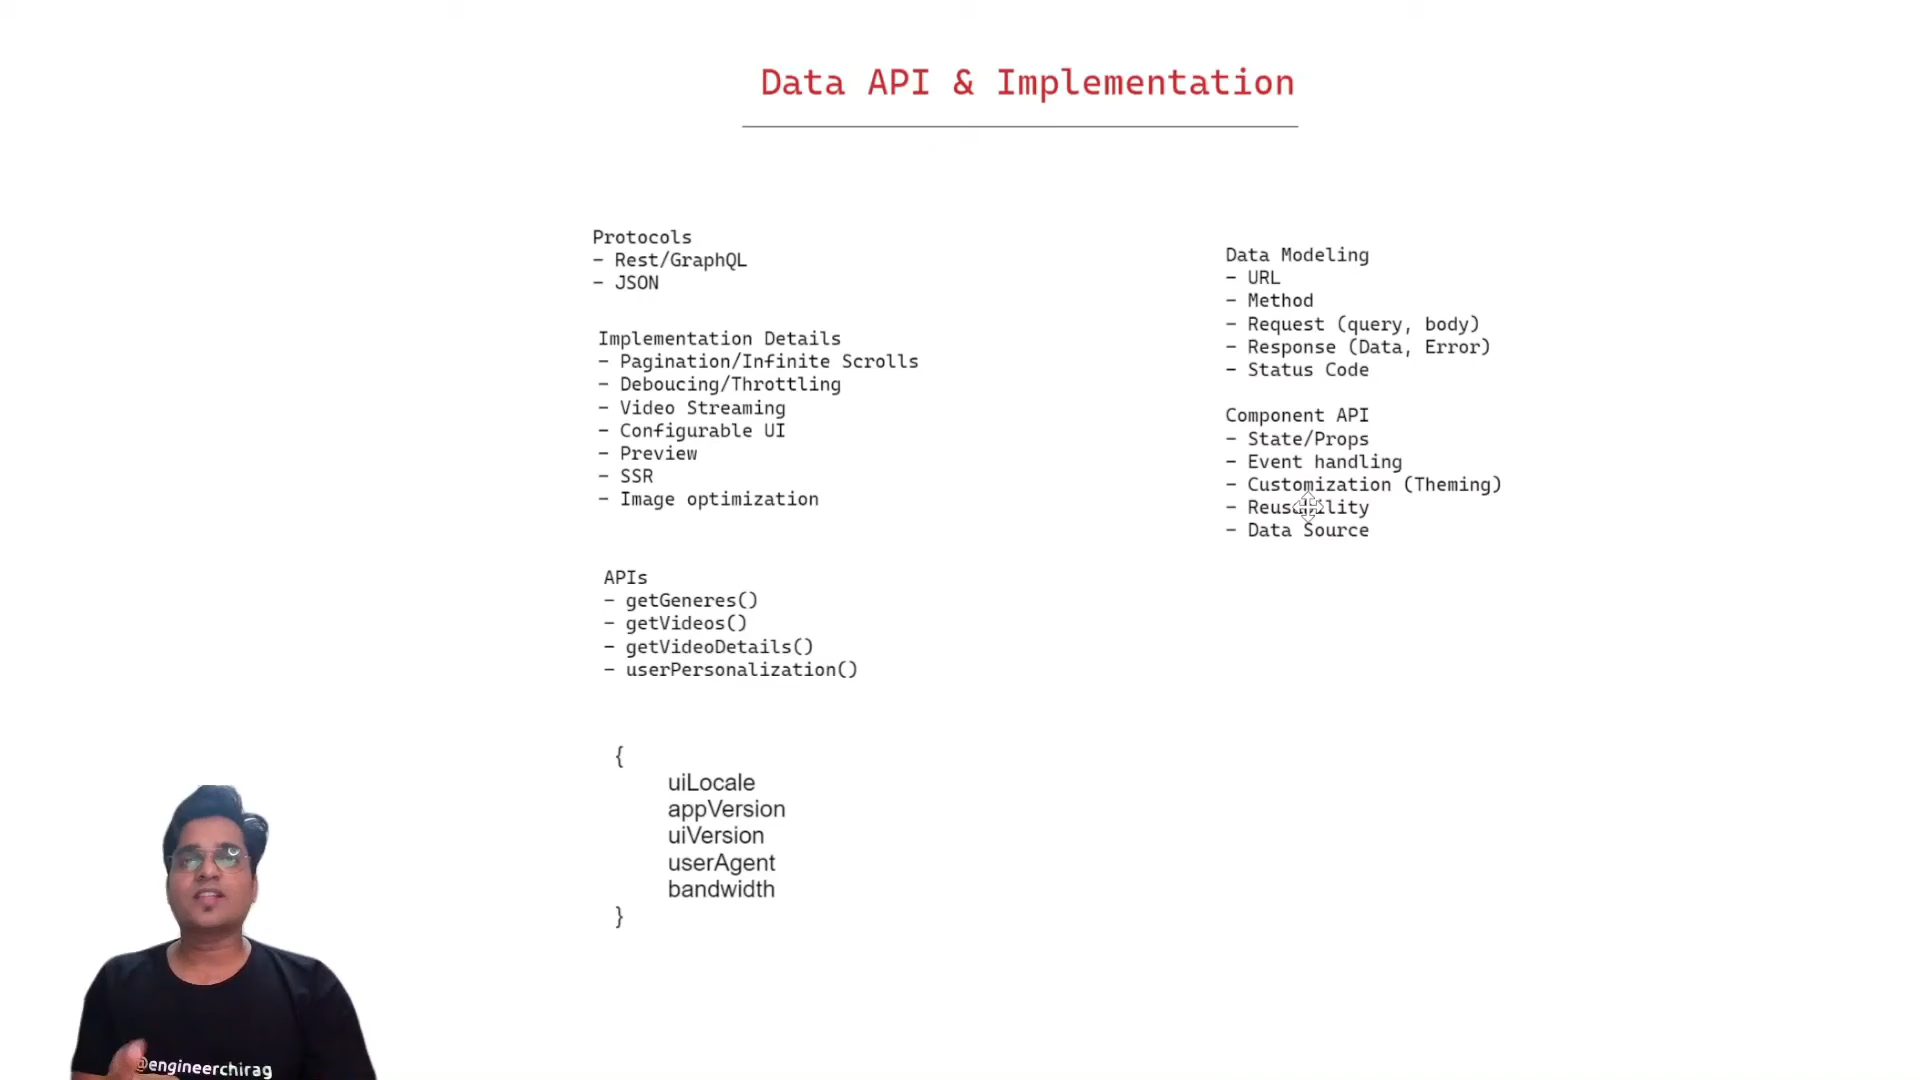 Data API & Implementation
Protocols
- Rest/GraphQL
- JSON
Implementation Details
- Pagination/Infinite Scrolls
- Deboucing/Throttling
- Video Streaming
- Configurable UI
- Preview
- SSR
- Image optimization
APIs
- getGeneres()
- getVideos()
- getVideoDetails()
- userPersonalization()
{
uiLocale
appVersion
uiVersion
userAgent
bandwidth
}
Data Modeling
- URL
- Method
- Request (query, body)
- Response (Data, Error)
- Status Code
Component API
- State/Props
- Event handling
- Customization (Theming)
- Reusability
- Data Source
@engineerchirag